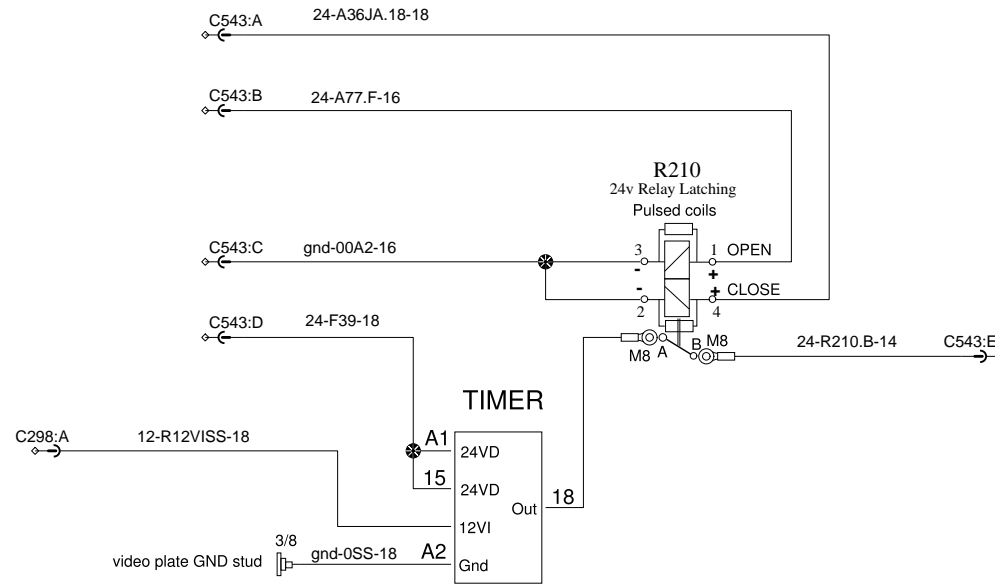 C543:A 24-A36JA.18-18
C543:B 24-A77.F-16
R210
24v Relay Latching
Pulsed coils
C543:C gnd-00A2-16 3 1 OPEN
- +
- + CLOSE
2 4
C543:D 24-F39-18
M8 A B M8 24-R210.B-14 C543:E
TIMER
C298:A 12-R12VISS-18 A1 24VD
15 24VD
Out 18
12VI
3/8
video plate GND stud gnd-0SS-18 A2 Gnd